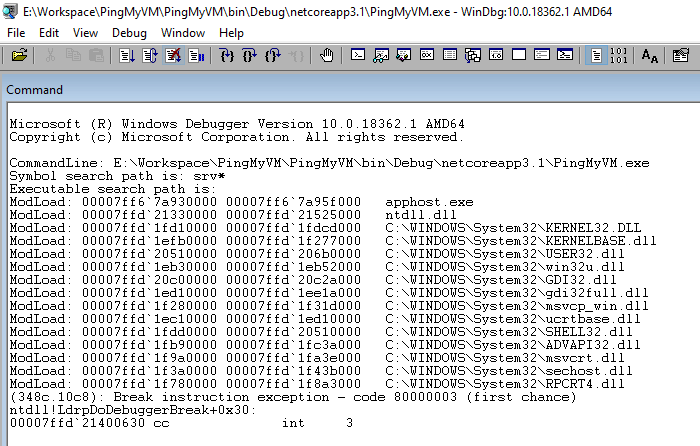 E:\Workspace\PingMyVM\PingMyVM\bin\Debug\netcoreapp3.1\PingMyVM.exe - WinDbg:10.0.18362.1 AMD64
File Edit View Debug Window Help
Command
Microsoft (R) Windows Debugger Version 10.0.18362.1 AMD64
Copyright (c) Microsoft Corporation. All rights reserved.
CommandLine: E:\Workspace\PingMyVM\PingMyVM\bin\Debug\netcoreapp3.1\PingMyVM.exe
Symbol search path is: srv*
Executable search path is:
ModLoad: 00007ff6`7a930000 00007ff6`7a95f000   apphost.exe
ModLoad: 00007ffd`21330000 00007ffd`21525000   ntdll.dll
ModLoad: 00007ffd`1fd10000 00007ffd`1fdcd000   C:\WINDOWS\System32\KERNEL32.DLL
ModLoad: 00007ffd`1efb0000 00007ffd`1f277000   C:\WINDOWS\System32\KERNELBASE.dll
ModLoad: 00007ffd`20510000 00007ffd`206b0000   C:\WINDOWS\System32\USER32.dll
ModLoad: 00007ffd`1eb30000 00007ffd`1eb52000   C:\WINDOWS\System32\win32u.dll
ModLoad: 00007ffd`20c00000 00007ffd`20c2a000   C:\WINDOWS\System32\GDI32.dll
ModLoad: 00007ffd`1ed10000 00007ffd`1ee1a000   C:\WINDOWS\System32\gdi32full.dll
ModLoad: 00007ffd`1f280000 00007ffd`1f31d000   C:\WINDOWS\System32\msvcp_win.dll
ModLoad: 00007ffd`1ec10000 00007ffd`1ed10000   C:\WINDOWS\System32\ucrtbase.dll
ModLoad: 00007ffd`1fdd0000 00007ffd`20510000   C:\WINDOWS\System32\SHELL32.dll
ModLoad: 00007ffd`1fb90000 00007ffd`1fc3a000   C:\WINDOWS\System32\ADVAPI32.dll
ModLoad: 00007ffd`1f9a0000 00007ffd`1fa3e000   C:\WINDOWS\System32\msvcrt.dll
ModLoad: 00007ffd`1f3a0000 00007ffd`1f43b000   C:\WINDOWS\System32\sechost.dll
ModLoad: 00007ffd`1f780000 00007ffd`1f8a3000   C:\WINDOWS\System32\RPCRT4.dll
(348c.10c8): Break instruction exception - code 80000003 (first chance)
ntdll!LdrpDoDebuggerBreak+0x30:
00007ffd`21400630 cc              int     3